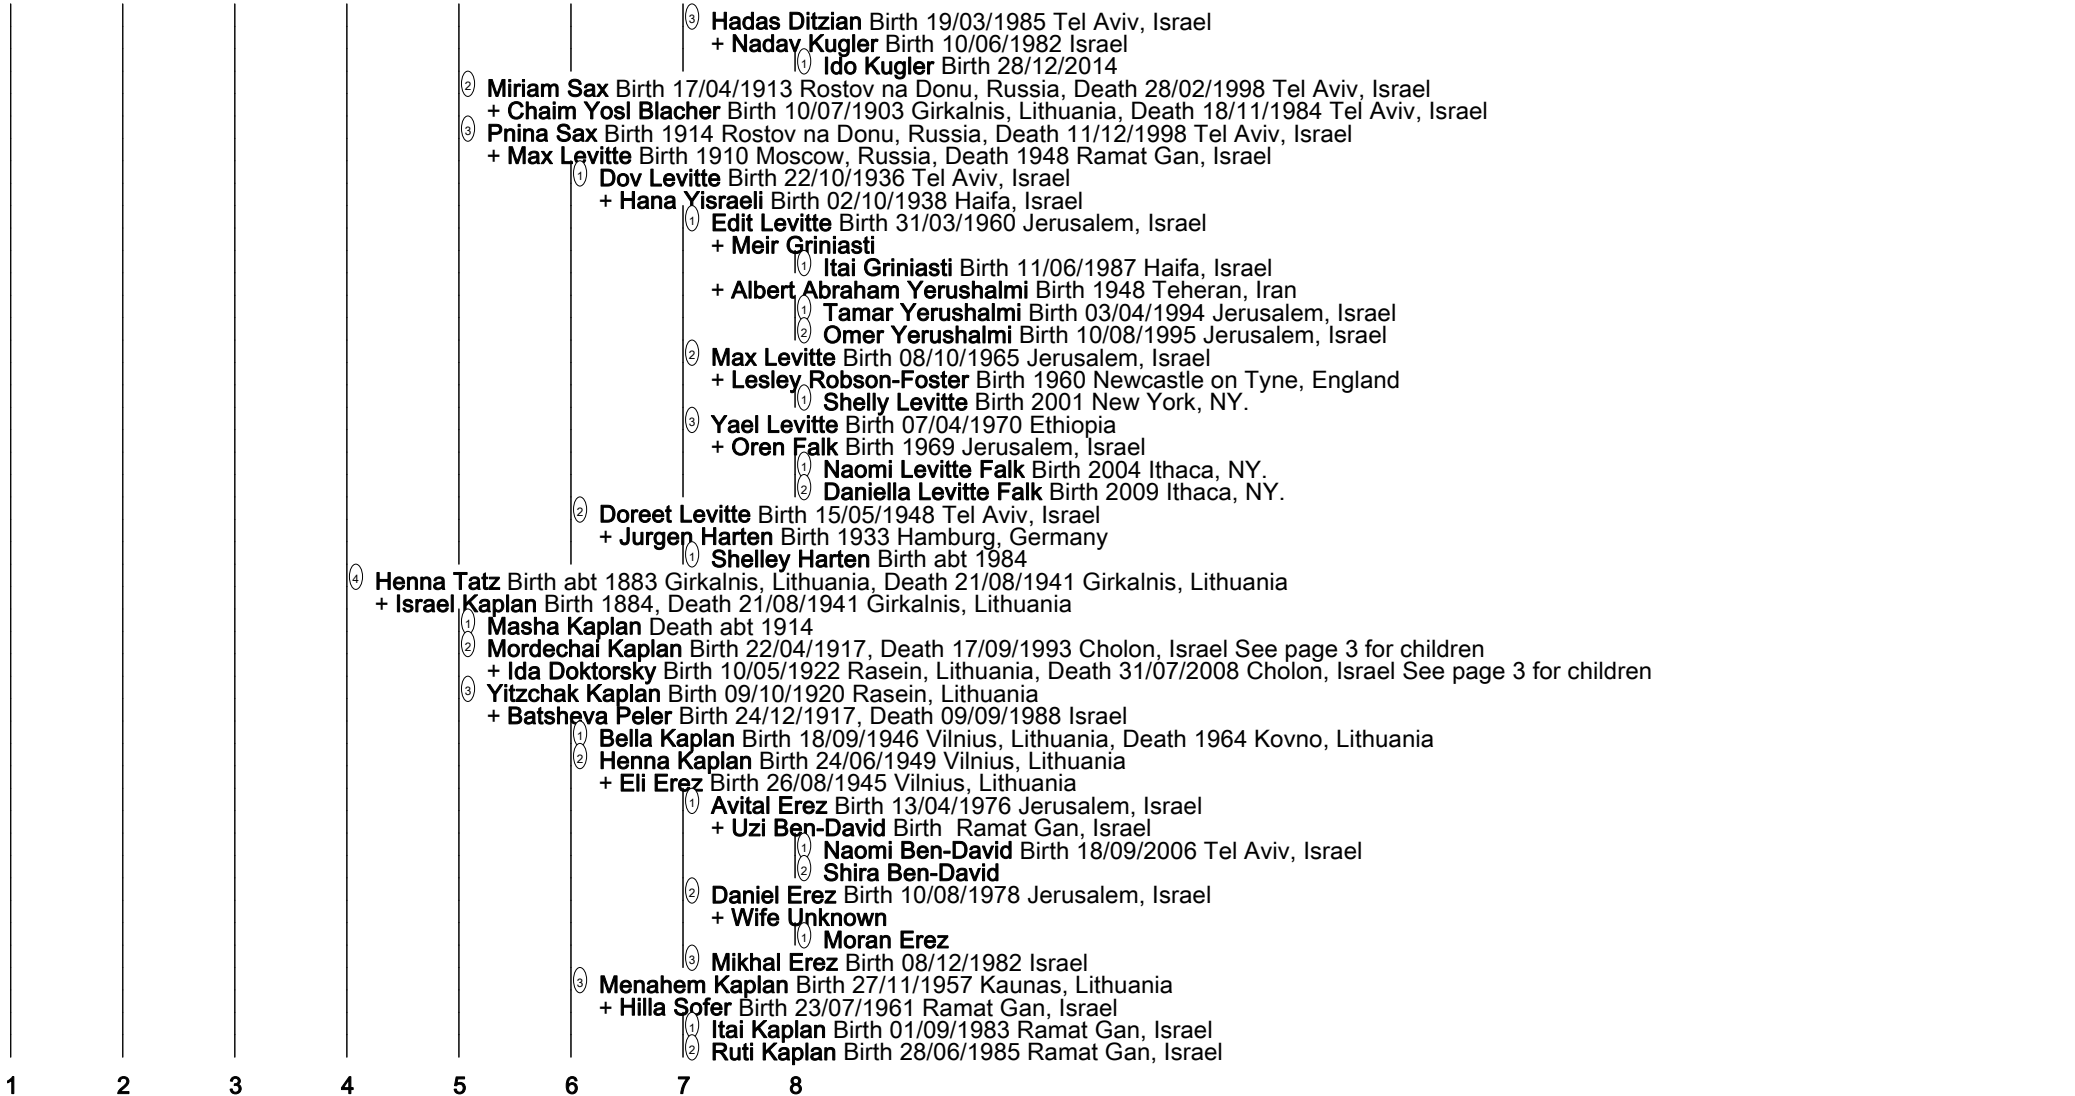 3 Hadas Ditzian Birth 19/03/1985 Tel Aviv, Israel
+ Nadav Kugler Birth 10/06/1982 Israel
1 Ido Kugler Birth 28/12/2014
2 Miriam Sax Birth 17/04/1913 Rostov na Donu, Russia, Death 28/02/1998 Tel Aviv, Israel
+ Chaim Yosl Blacher Birth 10/07/1903 Girkalnis, Lithuania, Death 18/11/1984 Tel Aviv, Israel
3 Pnina Sax Birth 1914 Rostov na Donu, Russia, Death 11/12/1998 Tel Aviv, Israel
+ Max Levitte Birth 1910 Moscow, Russia, Death 1948 Ramat Gan, Israel
1 Dov Levitte Birth 22/10/1936 Tel Aviv, Israel
+ Hana Yisraeli Birth 02/10/1938 Haifa, Israel
1 Edit Levitte Birth 31/03/1960 Jerusalem, Israel
+ Meir Griniasti
1 Itai Griniasti Birth 11/06/1987 Haifa, Israel
+ Albert Abraham Yerushalmi Birth 1948 Teheran, Iran
1 Tamar Yerushalmi Birth 03/04/1994 Jerusalem, Israel
2 Omer Yerushalmi Birth 10/08/1995 Jerusalem, Israel
2 Max Levitte Birth 08/10/1965 Jerusalem, Israel
+ Lesley Robson-Foster Birth 1960 Newcastle on Tyne, England
1 Shelly Levitte Birth 2001 New York, NY.
3 Yael Levitte Birth 07/04/1970 Ethiopia
+ Oren Falk Birth 1969 Jerusalem, Israel
1 Naomi Levitte Falk Birth 2004 Ithaca, NY.
2 Daniella Levitte Falk Birth 2009 Ithaca, NY.
2 Doreet Levitte Birth 15/05/1948 Tel Aviv, Israel
+ Jurgen Harten Birth 1933 Hamburg, Germany
1 Shelley Harten Birth abt 1984
4 Henna Tatz Birth abt 1883 Girkalnis, Lithuania, Death 21/08/1941 Girkalnis, Lithuania
+ Israel Kaplan Birth 1884, Death 21/08/1941 Girkalnis, Lithuania
1 Masha Kaplan Death abt 1914
2 Mordechai Kaplan Birth 22/04/1917, Death 17/09/1993 Cholon, Israel See page 3 for children
+ Ida Doktorsky Birth 10/05/1922 Rasein, Lithuania, Death 31/07/2008 Cholon, Israel See page 3 for children
3 Yitzchak Kaplan Birth 09/10/1920 Rasein, Lithuania
+ Batsheva Peler Birth 24/12/1917, Death 09/09/1988 Israel
1 Bella Kaplan Birth 18/09/1946 Vilnius, Lithuania, Death 1964 Kovno, Lithuania
2 Henna Kaplan Birth 24/06/1949 Vilnius, Lithuania
+ Eli Erez Birth 26/08/1945 Vilnius, Lithuania
1 Avital Erez Birth 13/04/1976 Jerusalem, Israel
+ Uzi Ben-David Birth  Ramat Gan, Israel
1 Naomi Ben-David Birth 18/09/2006 Tel Aviv, Israel
2 Shira Ben-David
2 Daniel Erez Birth 10/08/1978 Jerusalem, Israel
+ Wife Unknown
1 Moran Erez
3 Mikhal Erez Birth 08/12/1982 Israel
3 Menahem Kaplan Birth 27/11/1957 Kaunas, Lithuania
+ Hilla Sofer Birth 23/07/1961 Ramat Gan, Israel
1 Itai Kaplan Birth 01/09/1983 Ramat Gan, Israel
2 Ruti Kaplan Birth 28/06/1985 Ramat Gan, Israel
1 2 3 4 5 6 7 8